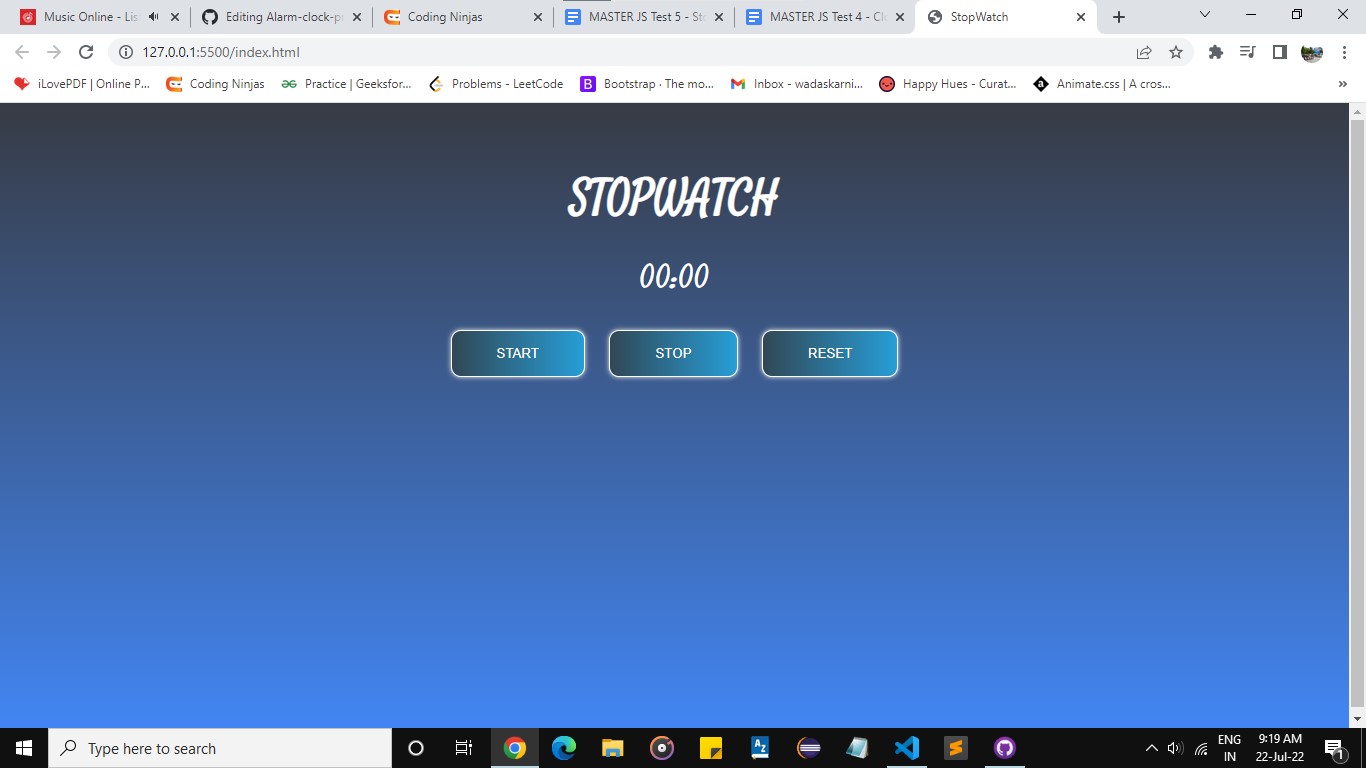 Music Online - Lis
Editing Alarm-clock-pr
Coding Ninjas
MASTER JS Test 5 - Sto
MASTER JS Test 4 - Clo
StopWatch
127.0.0.1:5500/index.html
iLovePDF | Online P...
Coding Ninjas
Practice | Geeksfor...
Problems - LeetCode
Bootstrap · The mo...
Inbox - wadaskarni...
Happy Hues - Curat...
Animate.css | A cros...
STOPWATCH
00:00
START
STOP
RESET
Type here to search
ENG
IN
9:19 AM
22-Jul-22
1